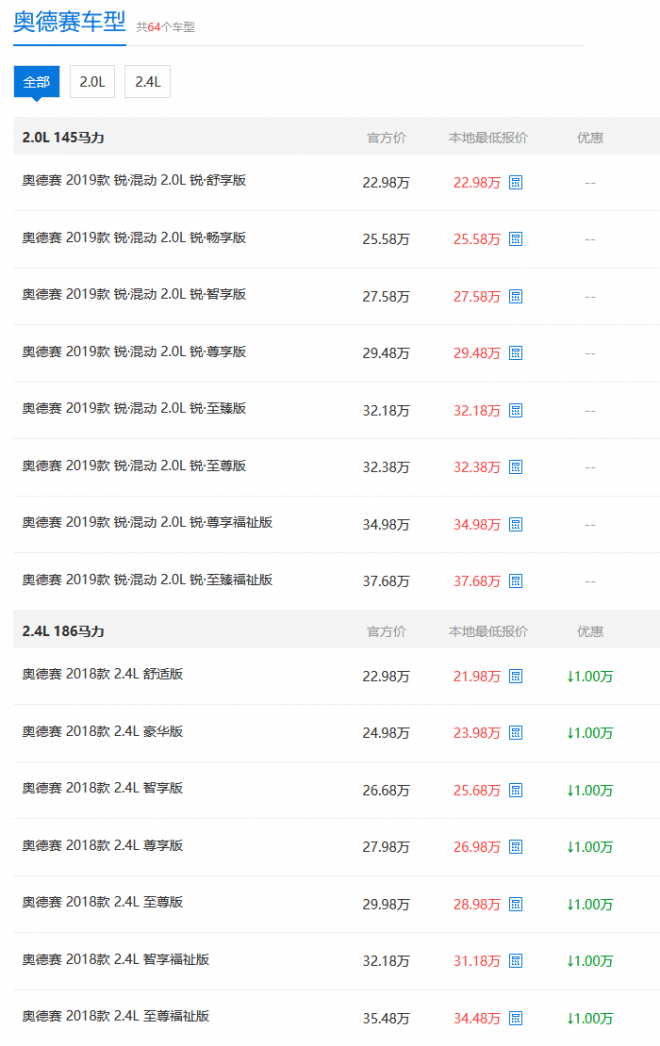 奥德赛车型 共64个车型
全部 2.0L 2.4L
2.0L 145马力 官方价 本地最低报价 优惠
奥德赛 2019款 锐·混动 2.0L 锐·舒享版 22.98万 22.98万 --
奥德赛 2019款 锐·混动 2.0L 锐·畅享版 25.58万 25.58万 --
奥德赛 2019款 锐·混动 2.0L 锐·智享版 27.58万 27.58万 --
奥德赛 2019款 锐·混动 2.0L 锐·尊享版 29.48万 29.48万 --
奥德赛 2019款 锐·混动 2.0L 锐·至臻版 32.18万 32.18万 --
奥德赛 2019款 锐·混动 2.0L 锐·至尊版 32.38万 32.38万 --
奥德赛 2019款 锐·混动 2.0L 锐·尊享福祉版 34.98万 34.98万 --
奥德赛 2019款 锐·混动 2.0L 锐·至臻福祉版 37.68万 37.68万 --
2.4L 186马力 官方价 本地最低报价 优惠
奥德赛 2018款 2.4L 舒适版 22.98万 21.98万 ↓1.00万
奥德赛 2018款 2.4L 豪华版 24.98万 23.98万 ↓1.00万
奥德赛 2018款 2.4L 智享版 26.68万 25.68万 ↓1.00万
奥德赛 2018款 2.4L 尊享版 27.98万 26.98万 ↓1.00万
奥德赛 2018款 2.4L 至尊版 29.98万 28.98万 ↓1.00万
奥德赛 2018款 2.4L 智享福祉版 32.18万 31.18万 ↓1.00万
奥德赛 2018款 2.4L 至尊福祉版 35.48万 34.48万 ↓1.00万